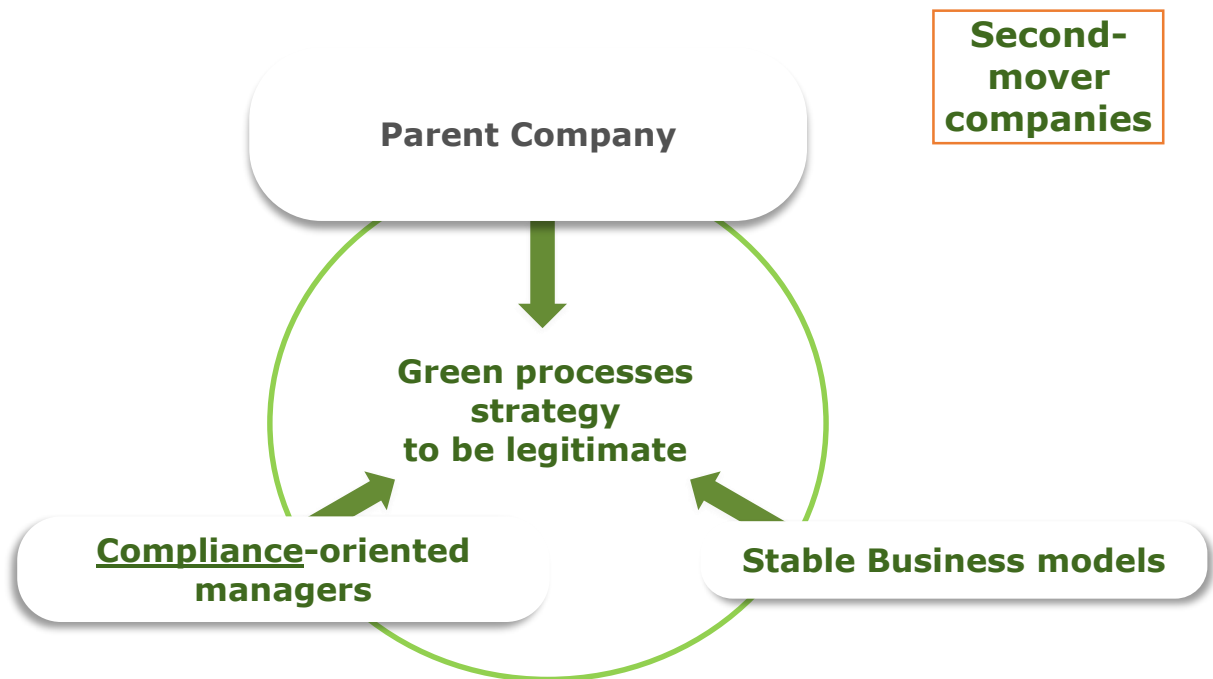 Second-
mover
companies
Parent Company
Green processes
strategy
to be legitimate
Compliance-oriented
managers
Stable Business models